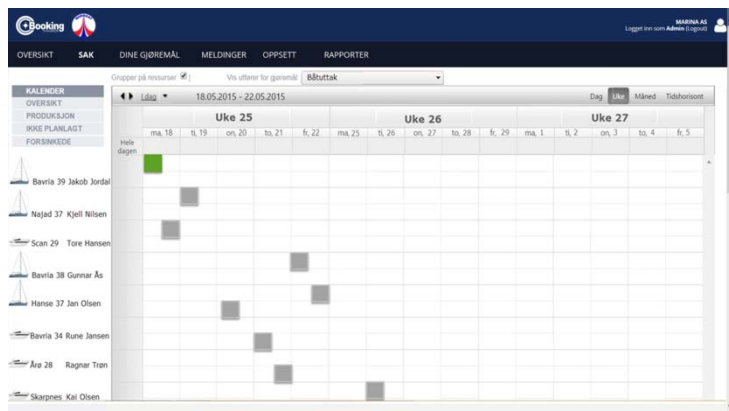 Booking
MARINA AS
Logget inn som Admin (Logout)
OVERSIKT SAK DINE GJØREMÅL MELDINGER OPPSETT RAPPORTER
Grupper på ressurser Vis utfører for gjøremål Båtuttak
KALENDER
OVERSIKT
PRODUKSJON
IKKE PLANLAGT
FORSINKEDE
Idag 18.05.2015 - 22.05.2015 Dag Uke Måned Tidshorisont
Uke 25 Uke 26 Uke 27
ma, 18 ti, 19 on, 20 to, 21 fr, 22 ma, 25 ti, 26 on, 27 to, 28 fr, 29 ma, 1 ti, 2 on, 3 to, 4 fr, 5
Hele
dagen
Bavria 39 Jakob Jordal
Najad 37 Kjell Nilsen
Scan 29 Tore Hansen
Bavria 38 Gunnar Ås
Hanse 37 Jan Olsen
Bavria 34 Rune Jansen
Årø 28 Ragnar Trøn
Skarpnes Kai Olsen